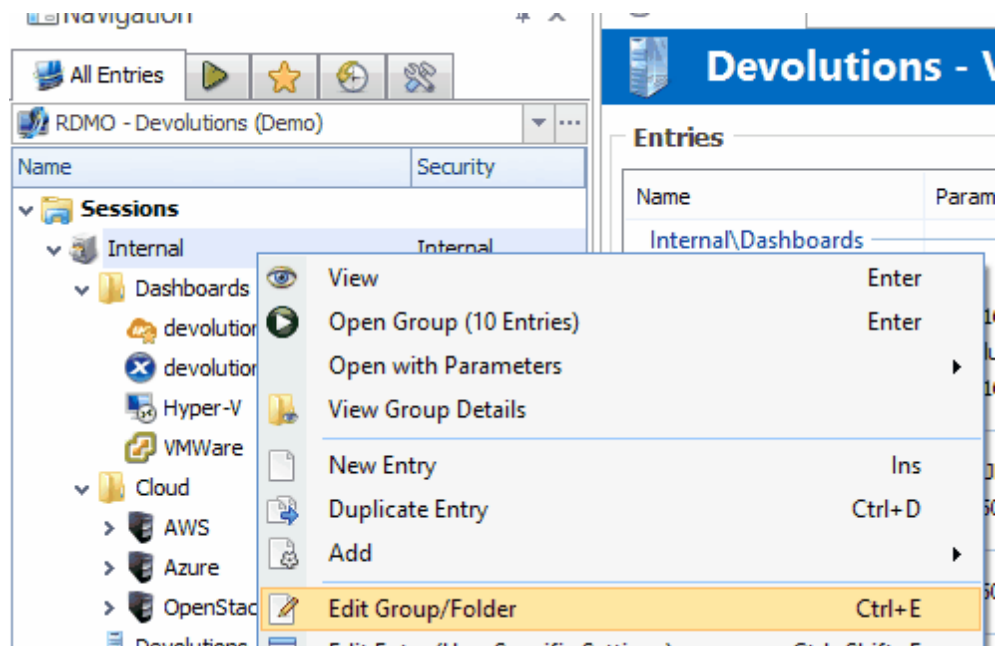 Navigation
All Entries
RDMO - Devolutions (Demo)
Name Security
Sessions
Internal Internal
Dashboards
Hyper-V
VMWare
Cloud
AWS
Azure
Devolutions
View Enter
Open Group (10 Entries) Enter
Open with Parameters
View Group Details
New Entry Ins
Duplicate Entry Ctrl+D
Add
Edit Group/Folder Ctrl+E
Devolutions -
Entries
Name
Internal\Dashboards